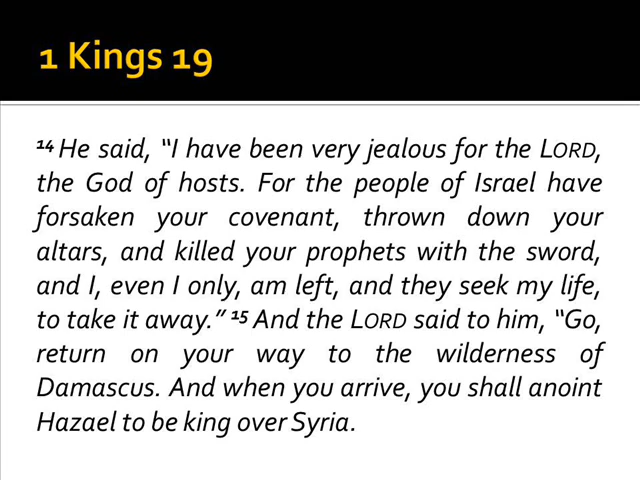 1 Kings 19
14 He said, “I have been very jealous for the LORD,
the God of hosts. For the people of Israel have
forsaken your covenant, thrown down your
altars, and killed your prophets with the sword,
and I, even I only, am left, and they seek my life,
to take it away.” 15 And the LORD said to him, “Go,
return on your way to the wilderness of
Damascus. And when you arrive, you shall anoint
Hazael to be king over Syria.